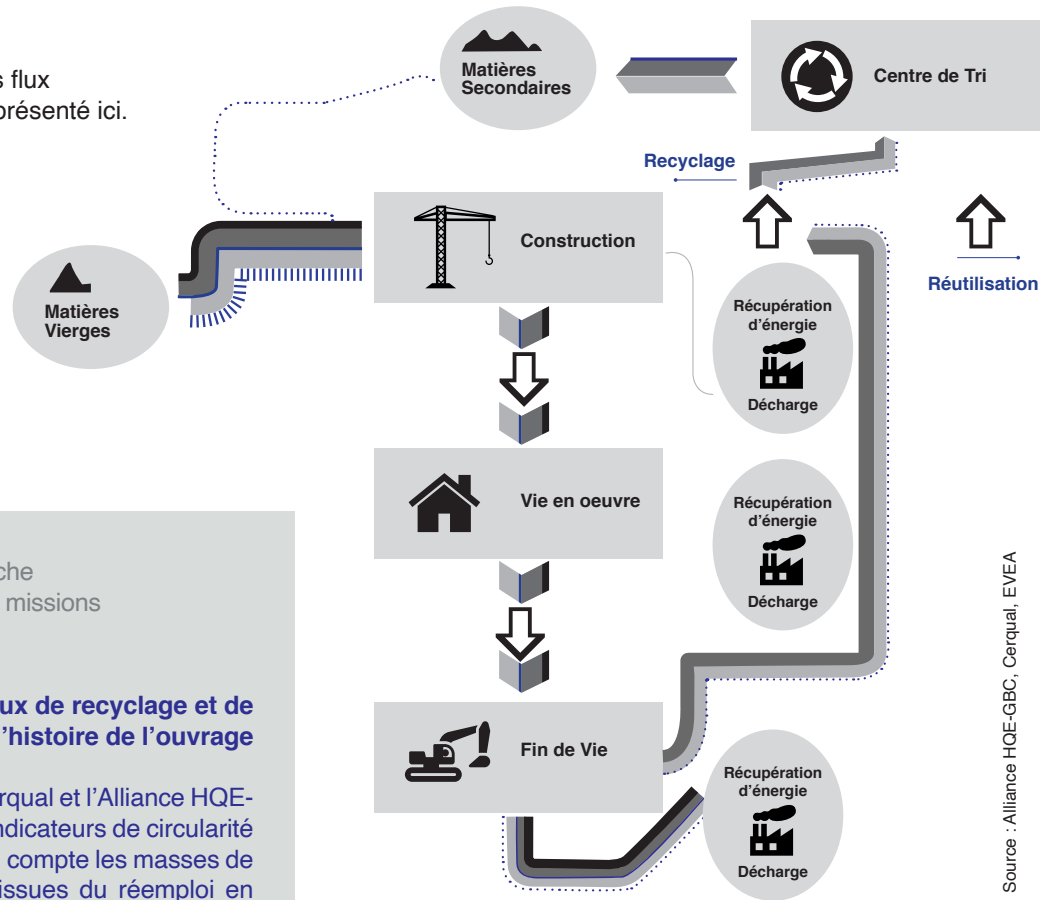 s flux
présenté ici.
Matières
Secondaires
Centre de Tri
Recyclage
Construction
Réutilisation
Matières
Vierges
Récupération
d'énergie
Décharge
Vie en oeuvre
Récupération
d'énergie
Décharge
Fin de Vie
Récupération
d'énergie
Décharge
Source : Alliance HQE-GBC, Cerqual, EVEA
che
missions
ux de recyclage et de
l'histoire de l'ouvrage
rqual et l'Alliance HQE-
ndicateurs de circularité
compte les masses de
issues du réemploi en